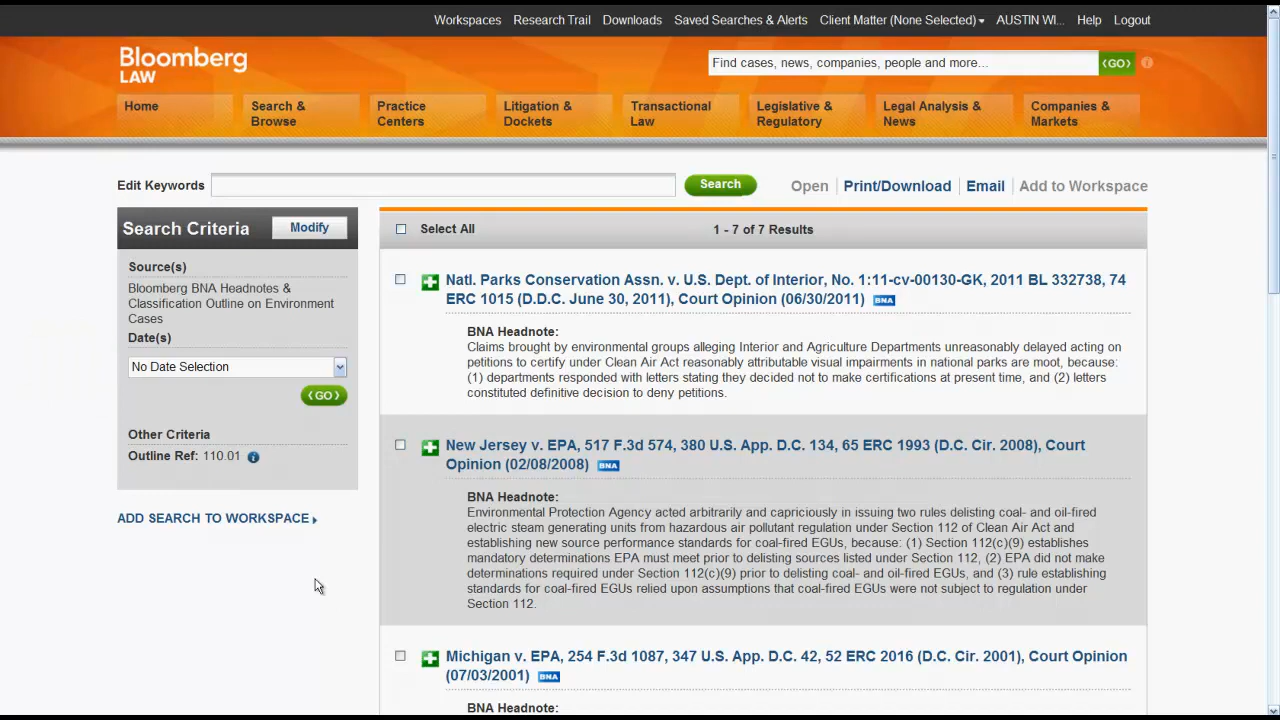 Workspaces Research Trail Downloads Saved Searches & Alerts Client Matter (None Selected) AUSTIN WI... Help Logout
Bloomberg
LAW
Find cases, news, companies, people and more...
‹GO›
Home
Search &
Browse
Practice
Centers
Litigation &
Dockets
Transactional
Law
Legislative &
Regulatory
Legal Analysis &
News
Companies &
Markets
Edit Keywords
Search
Open Print/Download Email Add to Workspace
Search Criteria
Modify
Source(s)
Bloomberg BNA Headnotes &
Classification Outline on Environment
Cases
Date(s)
No Date Selection
‹GO›
Other Criteria
Outline Ref: 110.01
ADD SEARCH TO WORKSPACE
Select All
1 - 7 of 7 Results
Natl. Parks Conservation Assn. v. U.S. Dept. of Interior, No. 1:11-cv-00130-GK, 2011 BL 332738, 74
ERC 1015 (D.D.C. June 30, 2011), Court Opinion (06/30/2011) BNA
BNA Headnote:
Claims brought by environmental groups alleging Interior and Agriculture Departments unreasonably delayed acting on
petitions to certify under Clean Air Act reasonably attributable visual impairments in national parks are moot, because:
(1) departments responded with letters stating they decided not to make certifications at present time, and (2) letters
constituted definitive decision to deny petitions.
New Jersey v. EPA, 517 F.3d 574, 380 U.S. App. D.C. 134, 65 ERC 1993 (D.C. Cir. 2008), Court
Opinion (02/08/2008) BNA
BNA Headnote:
Environmental Protection Agency acted arbitrarily and capriciously in issuing two rules delisting coal- and oil-fired
electric steam generating units from hazardous air pollutant regulation under Section 112 of Clean Air Act and
establishing new source performance standards for coal-fired EGUs, because: (1) Section 112(c)(9) establishes
mandatory determinations EPA must meet prior to delisting sources listed under Section 112, (2) EPA did not make
determinations required under Section 112(c)(9) prior to delisting coal- and oil-fired EGUs, and (3) rule establishing
standards for coal-fired EGUs relied upon assumptions that coal-fired EGUs were not subject to regulation under
Section 112.
Michigan v. EPA, 254 F.3d 1087, 347 U.S. App. D.C. 42, 52 ERC 2016 (D.C. Cir. 2001), Court Opinion
(07/03/2001) BNA
BNA Headnote: